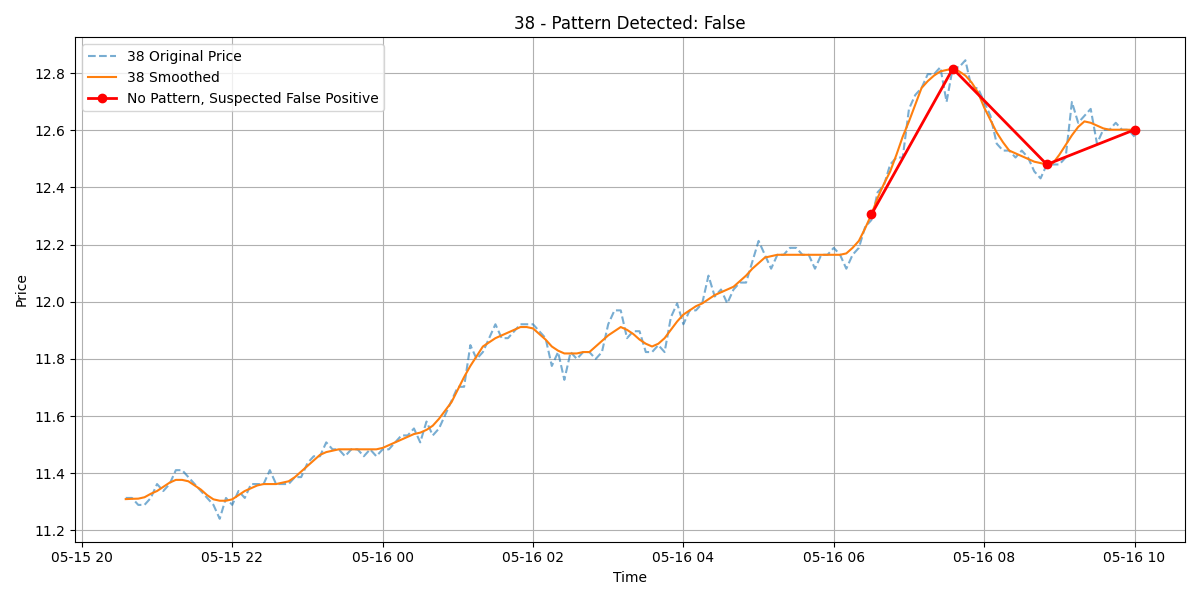 38 - Pattern Detected: False
38 Original Price
38 Smoothed
No Pattern, Suspected False Positive
Price
12.8
12.6
12.4
12.2
12.0
11.8
11.6
11.4
11.2
05-15 20 05-15 22 05-16 00 05-16 02 05-16 04 05-16 06 05-16 08 05-16 10
Time